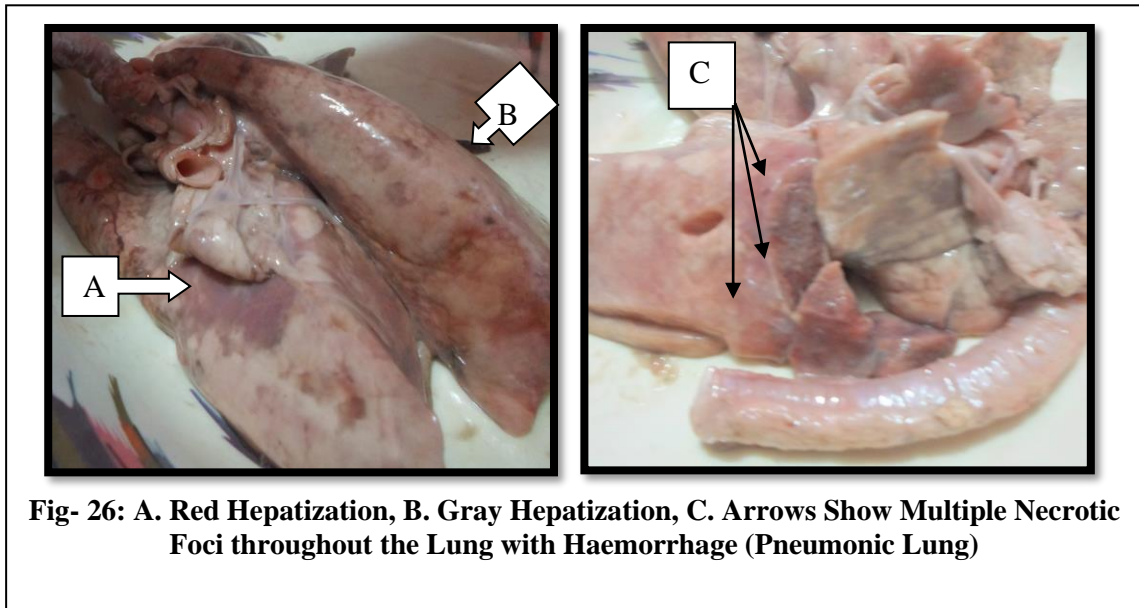 A
B
C
Fig- 26: A. Red Hepatization, B. Gray Hepatization, C. Arrows Show Multiple Necrotic
Foci throughout the Lung with Haemorrhage (Pneumonic Lung)